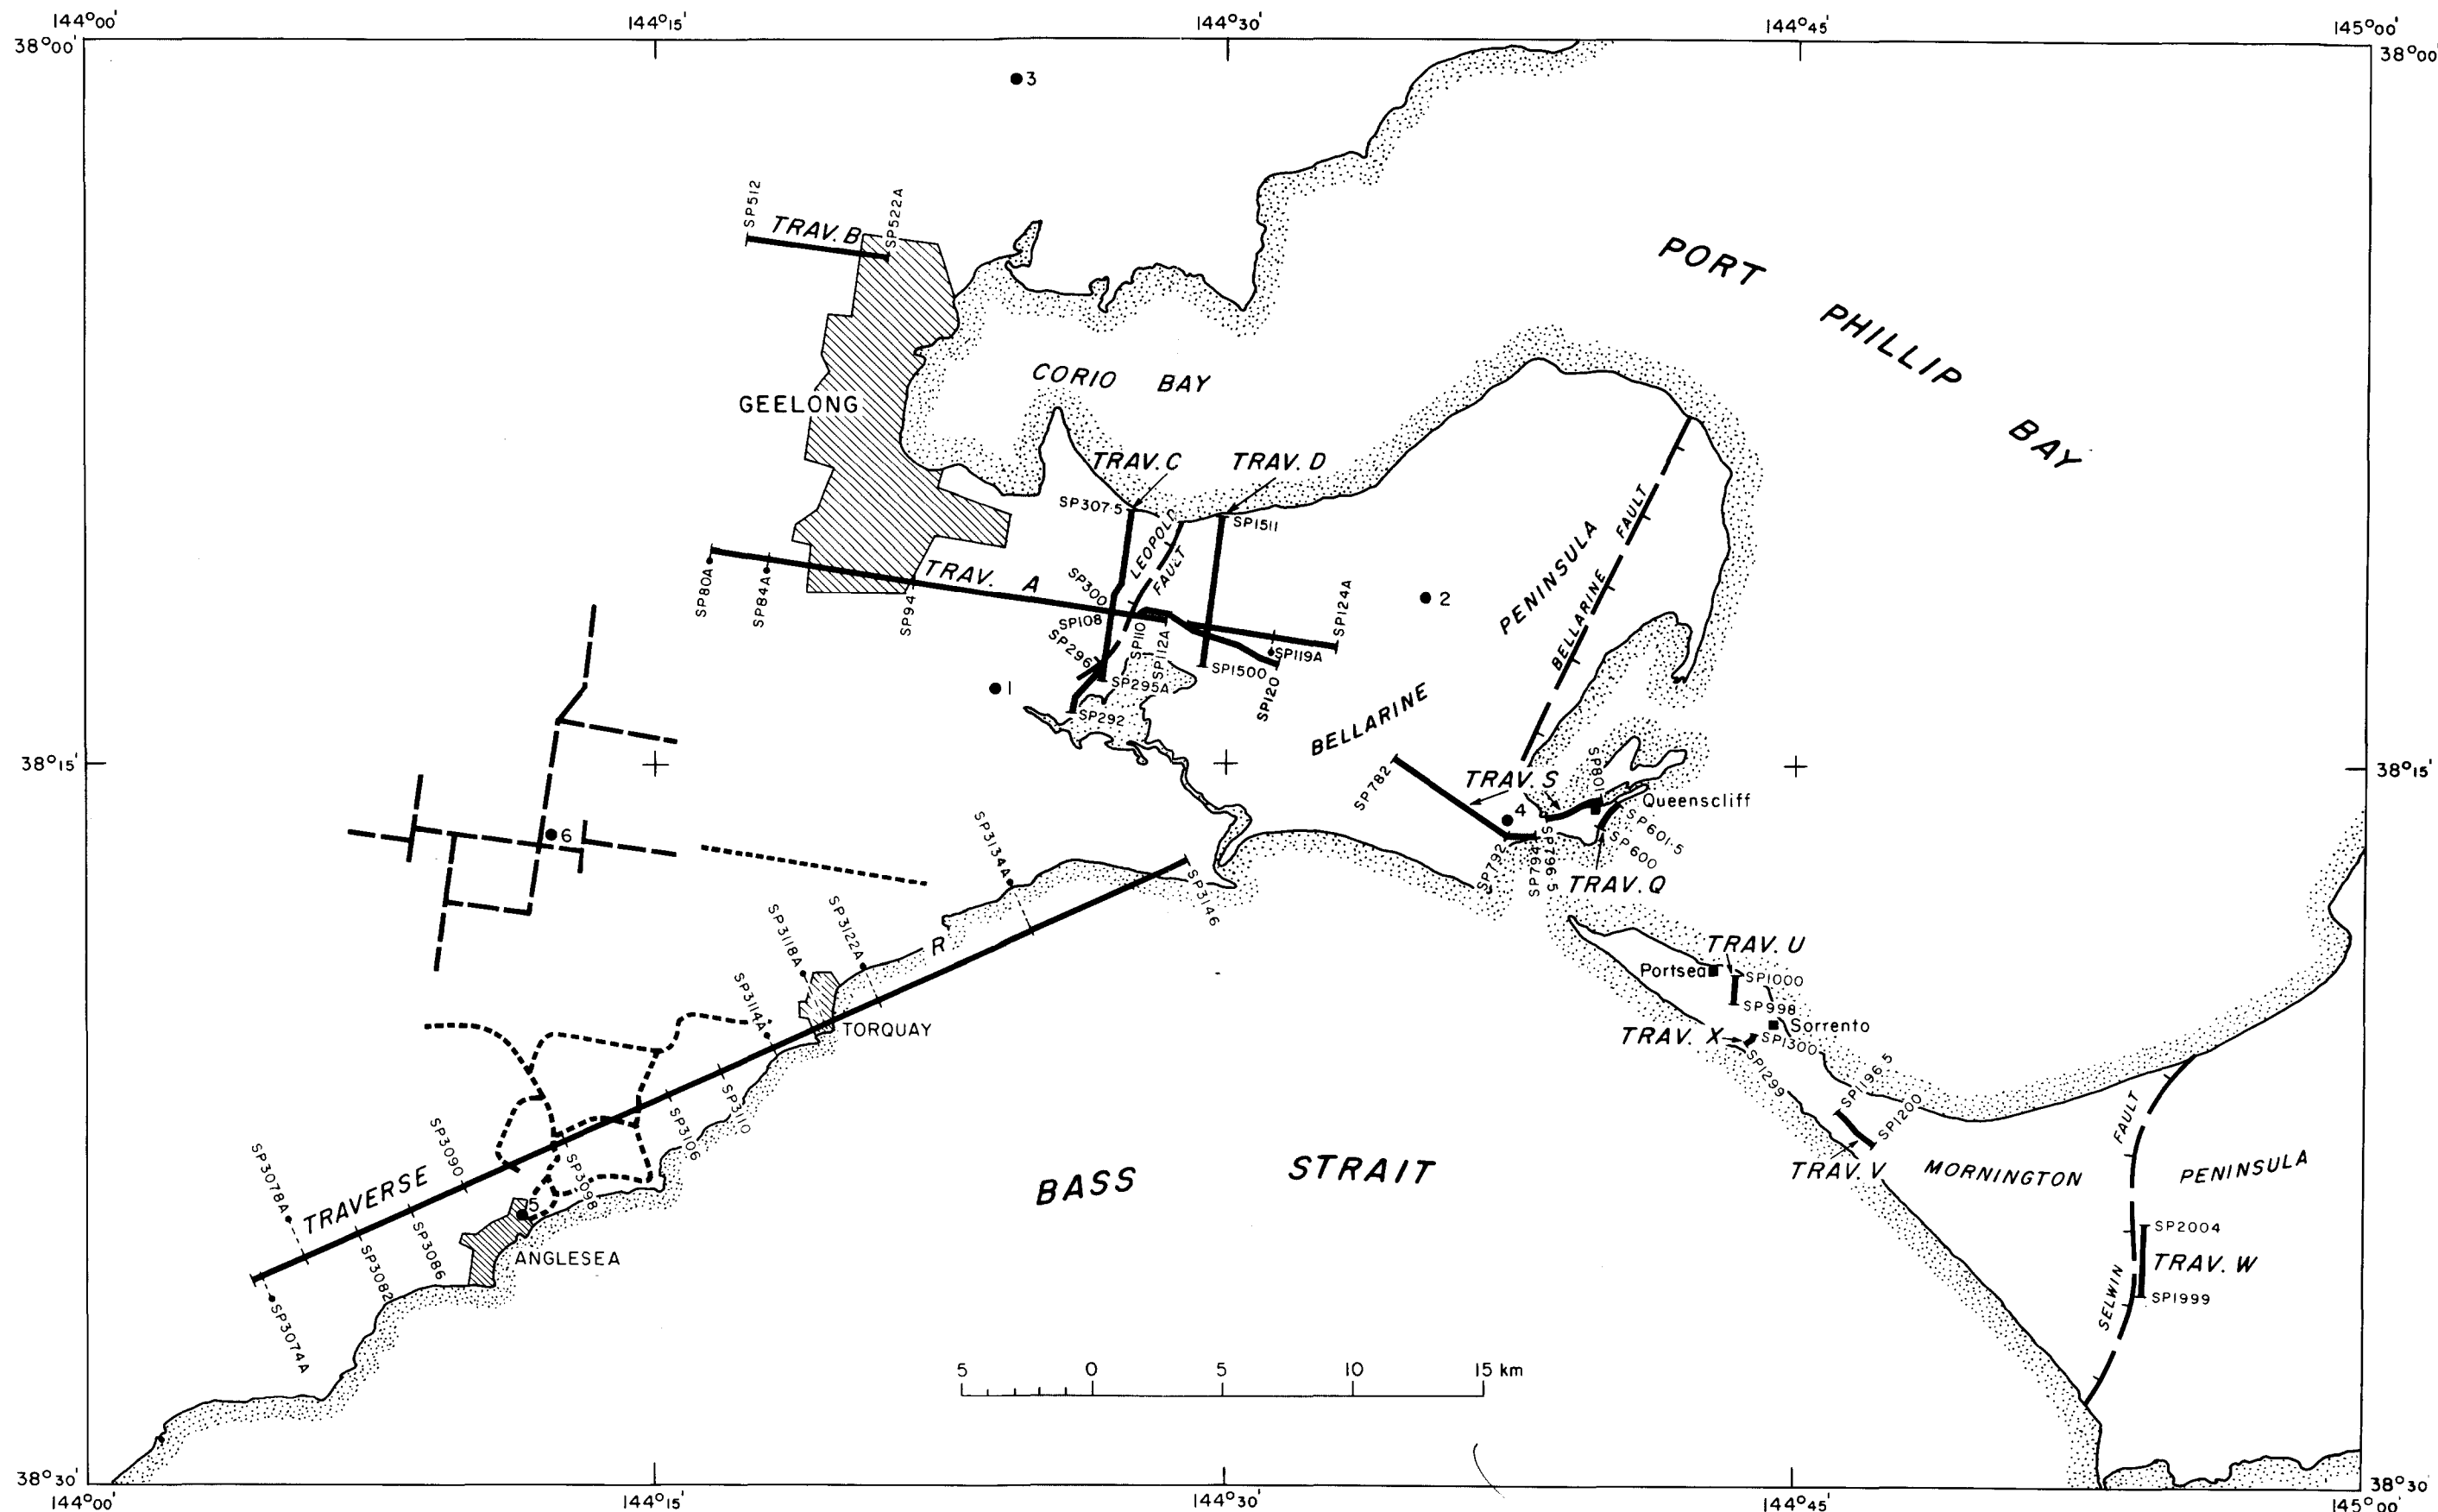 144°00'
144°15'
144°30'
144°45'
145°00'
38°00'
38°00'
3
SP512
SP522A
TRAV. B
PORT
PHILLIP
BAY
CORIO BAY
GEELONG
TRAV. C
TRAV. D
SP307·5
SP1511
LEOPOLD
FAULT
PENINSULA
BELLARINE FAULT
SP80A
SP84A
SP94
TRAV. A
SP300
SP108
SP110
SP112A
SP124A
SP119A
SP120
SP1500
SP296
SP295A
SP292
2
1
BELLARINE
38°15'
38°15'
SP782
TRAV. S
SP801
Queenscliff
4
SP601·5
SP600
SP792
SP794
SP796·5
TRAV. Q
6
SP3134A
SP3146
SP3118A
SP3122A
R
SP3114A
TORQUAY
TRAV. U
Portsea
SP1000
SP998
Sorrento
TRAV. X
SP1300
SP1299
SP1196·5
SP1200
TRAV. V
MORNINGTON
PENINSULA
FAULT
SELWIN
SP2004
TRAV. W
SP1999
SP3110
SP3106
SP3098
SP3090
SP3086
SP3082
SP3078A
SP3074A
TRAVERSE
5
ANGLESEA
BASS STRAIT
5 0 5 10 15 km
38°30'
38°30'
144°00'
144°15'
144°30'
144°45'
145°00'